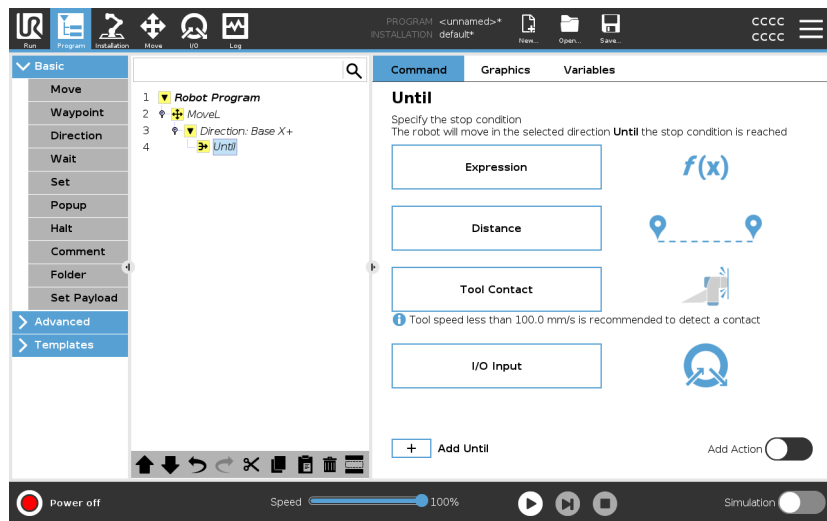 PROGRAM <unnamed>*
INSTALLATION default*
UR
Run
Program
Installation
Move
I/O
Log
New...
Open...
Save...
cccc
cccc
Basic
Move
Waypoint
Direction
Wait
Set
Popup
Halt
Comment
Folder
Set Payload
Advanced
Templates
1 Robot Program
2 MoveL
3 Direction: Base X+
4 Until
Command Graphics Variables
Until
Specify the stop condition
The robot will move in the selected direction Until the stop condition is reached
Expression
f(x)
Distance
Tool Contact
Tool speed less than 100.0 mm/s is recommended to detect a contact
I/O Input
+ Add Until
Add Action
Power off
Speed 100%
Simulation